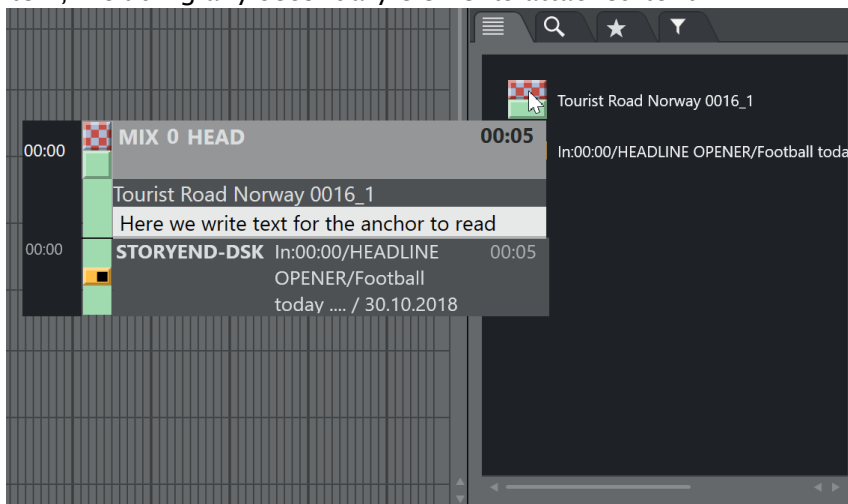 MIX 0 HEAD 00:05
00:00
Tourist Road Norway 0016_1
Here we write text for the anchor to read
00:00 STORYEND-DSK In:00:00/HEADLINE 00:05
OPENER/Football
today .... / 30.10.2018
Tourist Road Norway 0016_1
In:00:00/HEADLINE OPENER/Football toda